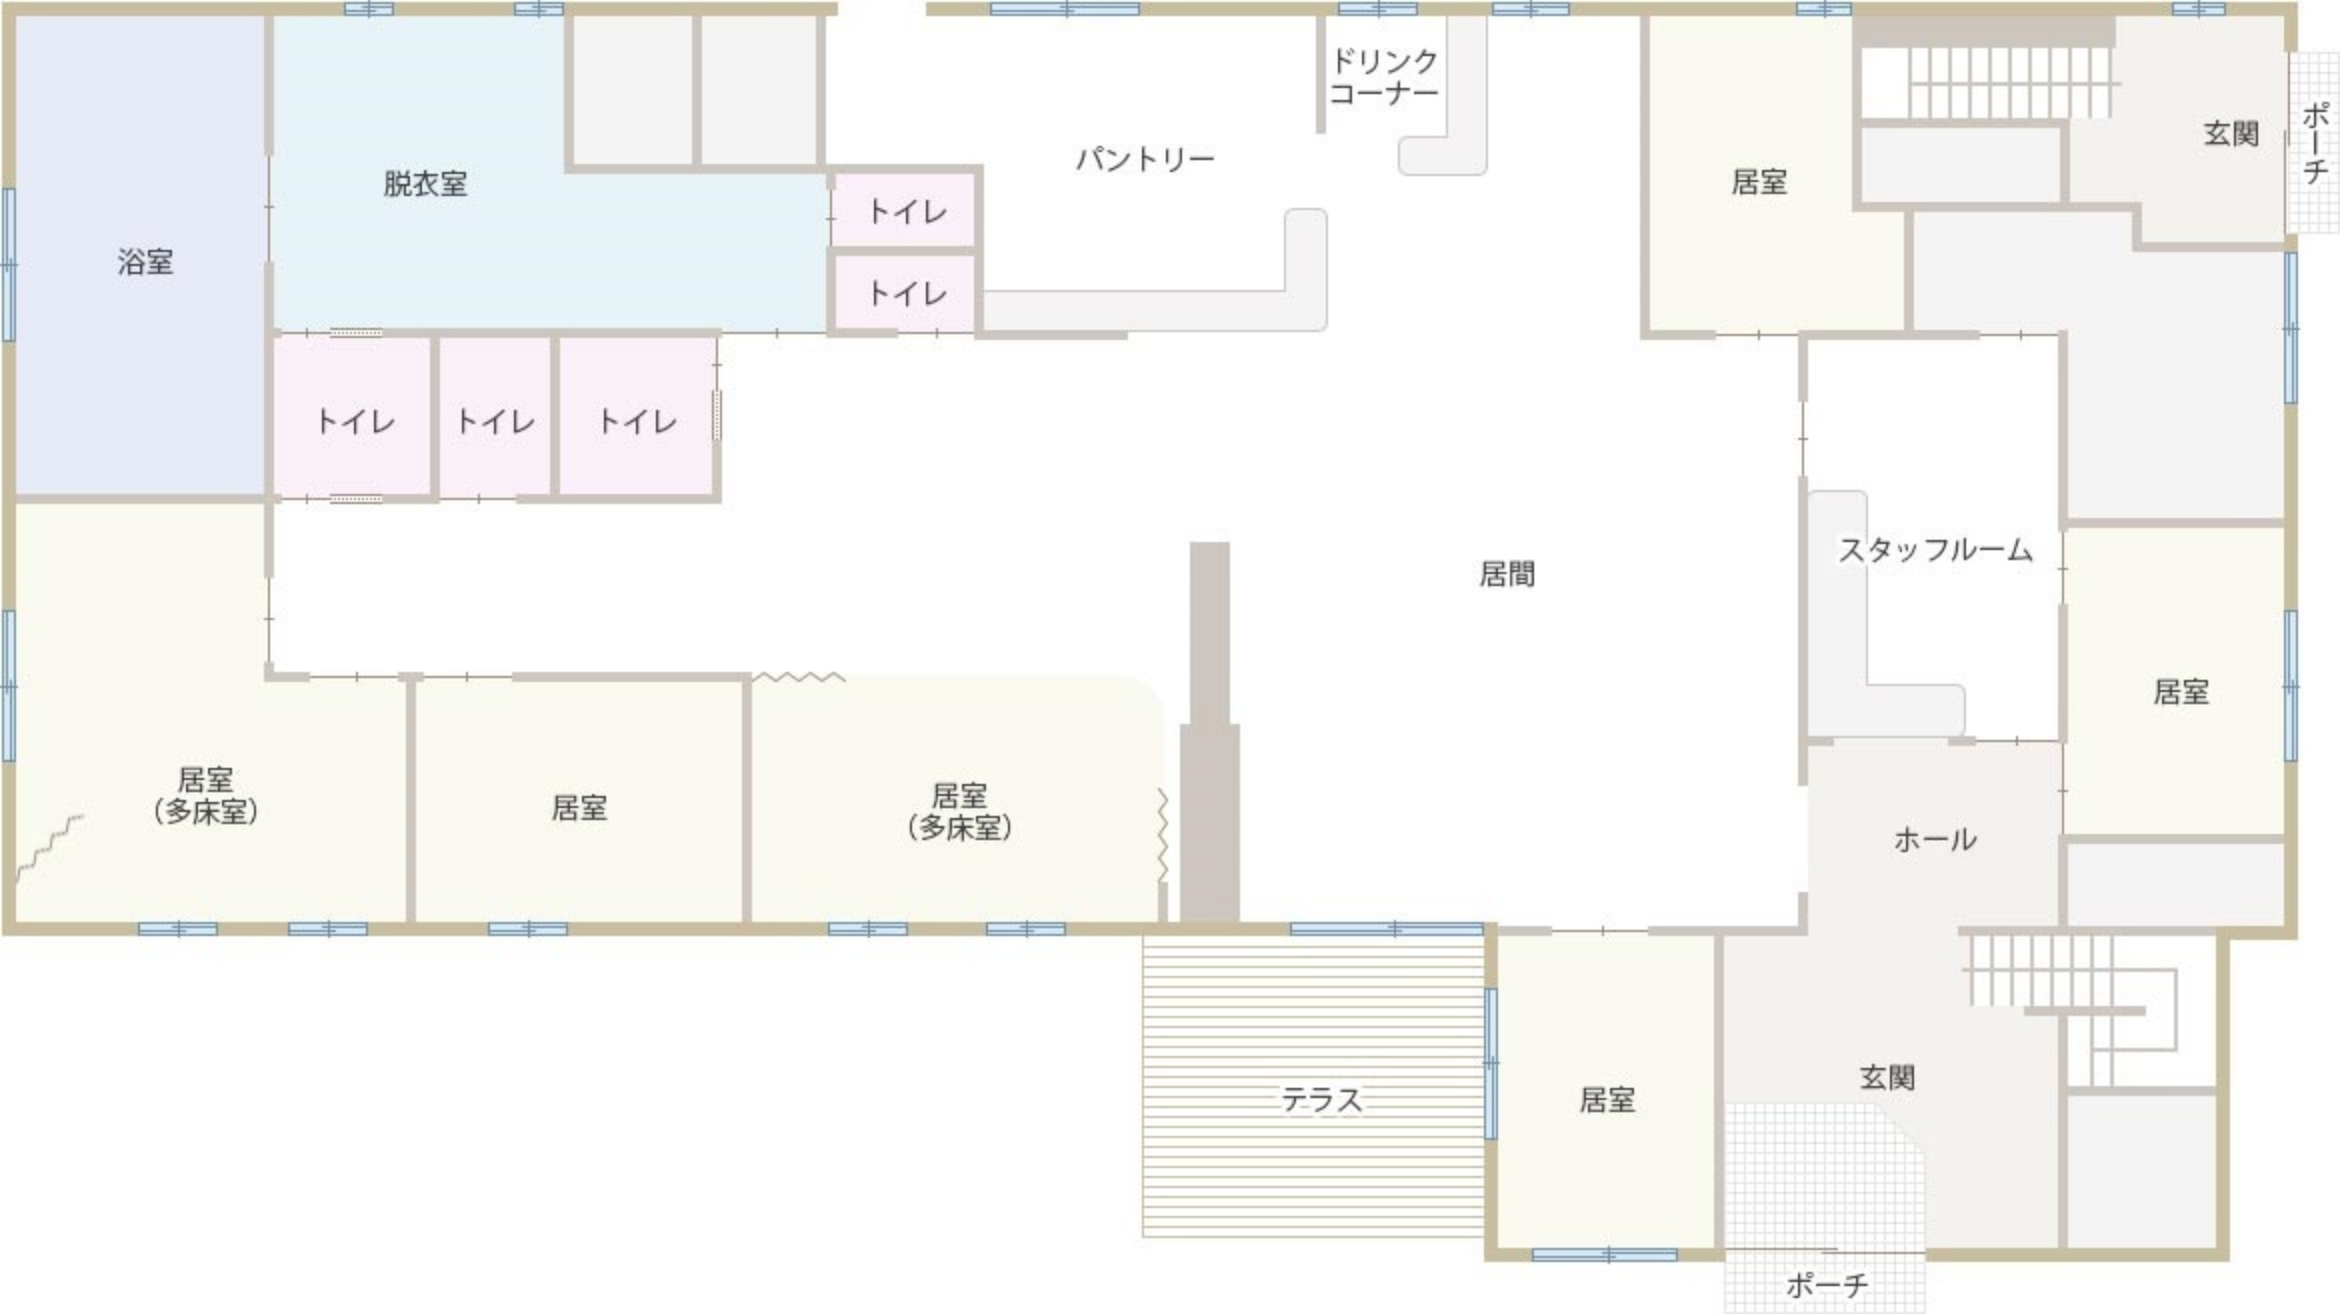 ドリンク
コーナー
玄関
ポーチ
パントリー
居室
脱衣室
トイレ
浴室
トイレ
トイレ
トイレ
トイレ
スタッフルーム
居間
居室
居室
（多床室）
居室
居室
（多床室）
ホール
玄関
テラス
居室
ポーチ